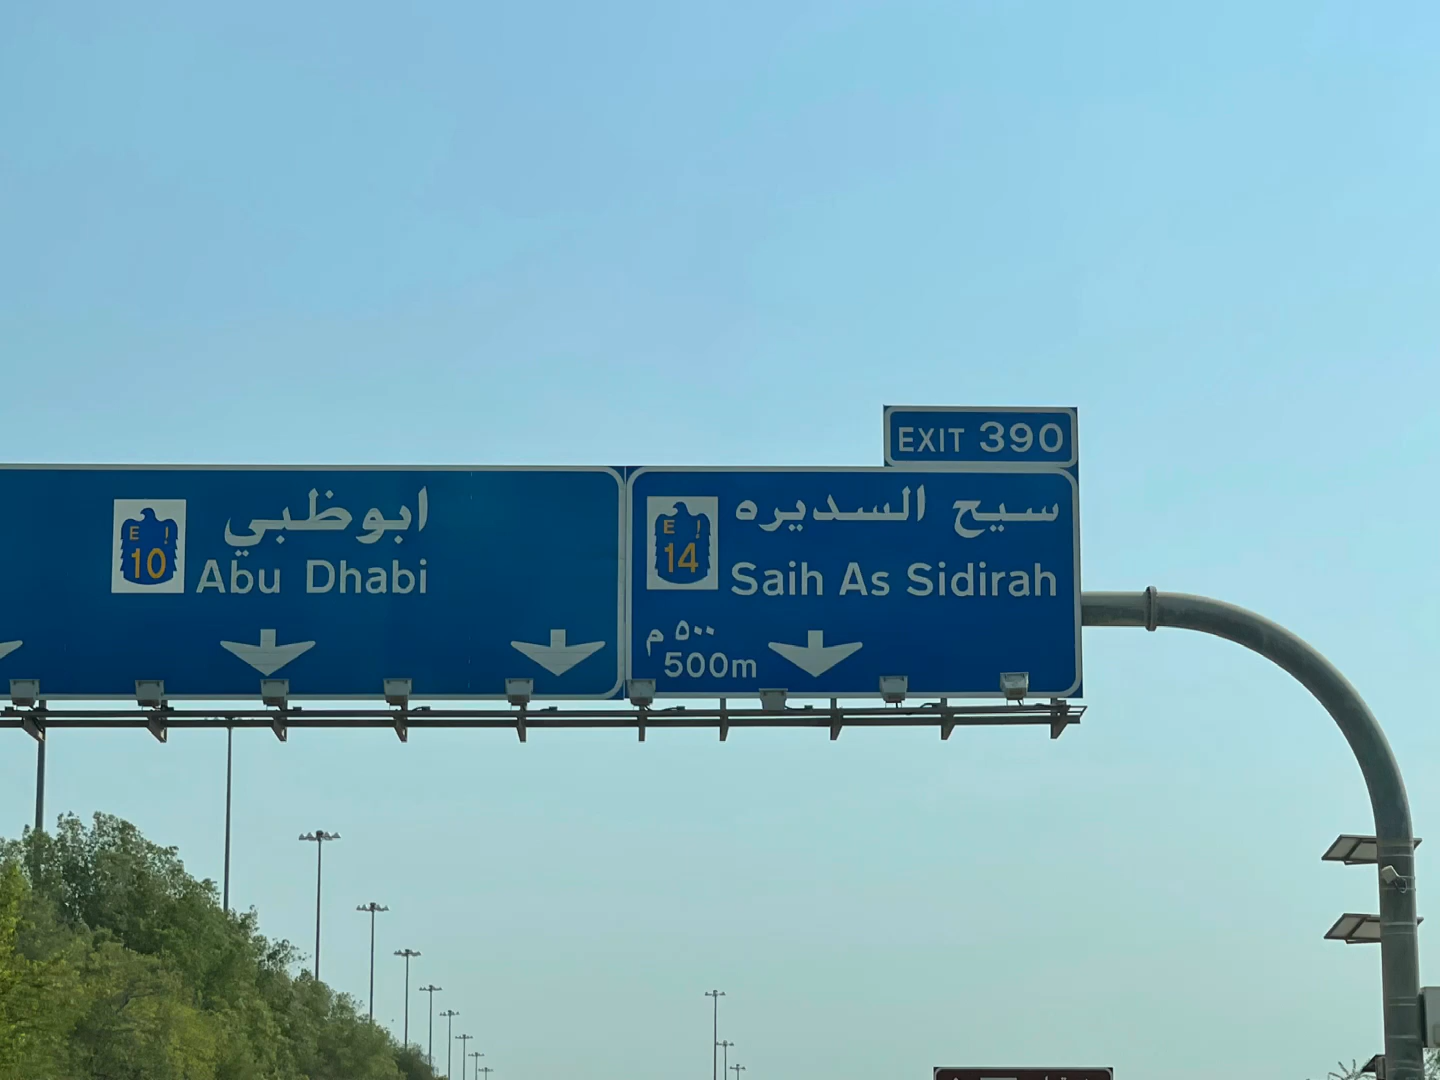 EXIT 390
ابوظبي
E 10
Abu Dhabi
سيح السديره
E 14
Saih As Sidirah
٥٠٠ م
500m